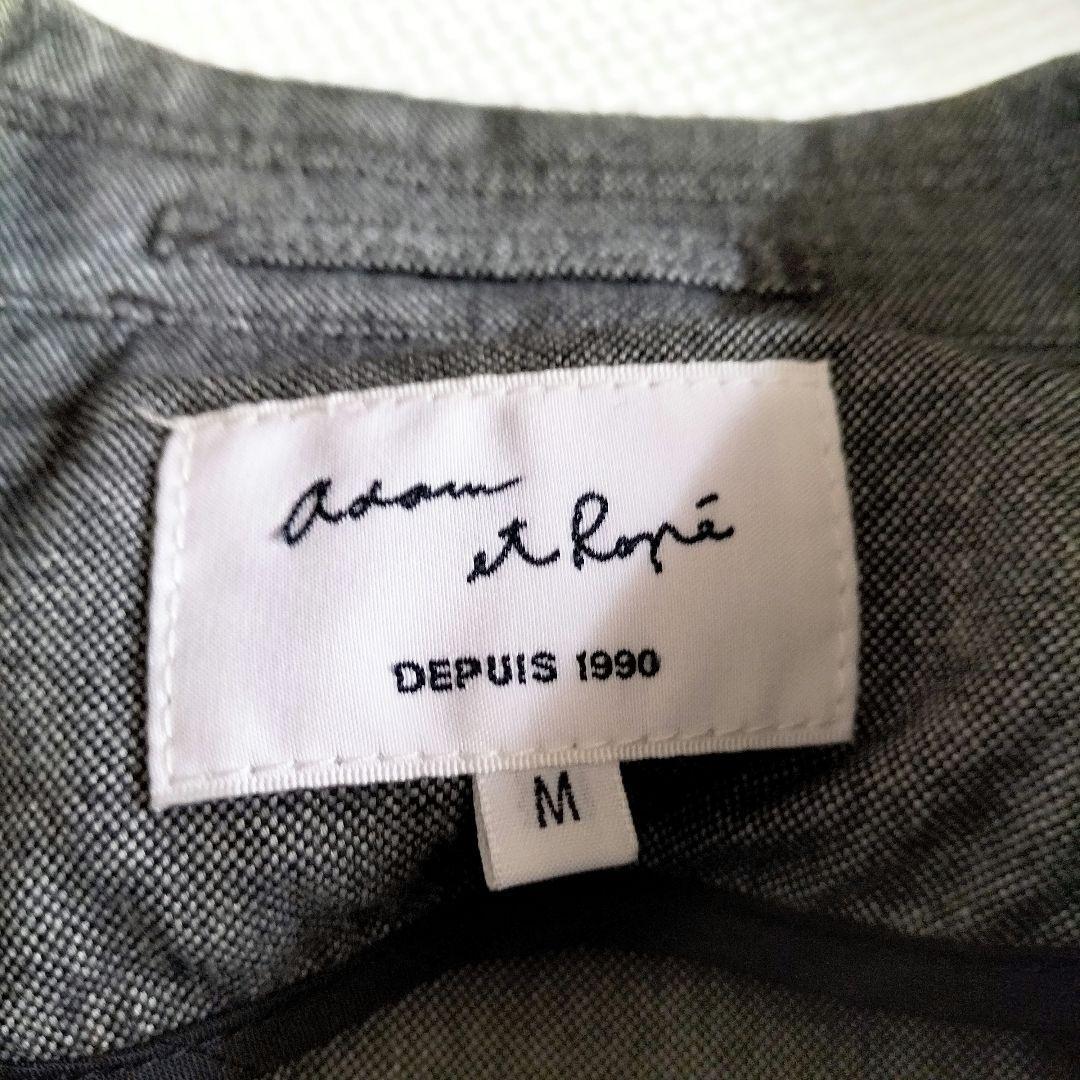 adam
et Ropé
DEPUIS 1990
M